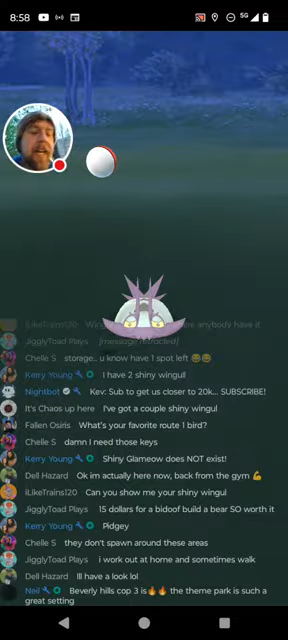 8:58
5G
iLikeTrains120 Wingu are anybody have it
JigglyToad Plays [message retracted]
Chelle S storage.. u know have 1 spot left 😂😂
Kerry Young I have 2 shiny wingull
Nightbot Kev: Sub to get us closer to 20k... SUBSCRIBE!
It's Chaos up here I've got a couple shiny wingul
Fallen Osiris What's your favorite route 1 bird?
Chelle S damn I need those keys
Kerry Young Shiny Glameow does NOT exist!
Dell Hazard Ok im actually here now, back from the gym 💪
iLikeTrains120 Can you show me your shiny wingul
JigglyToad Plays 15 dollars for a bidoof build a bear SO worth it
Kerry Young Pidgey
Chelle S they don't spawn around these areas
JigglyToad Plays i work out at home and sometimes walk
Dell Hazard Ill have a look lol
Neil Beverly hills cop 3 is🔥🔥 the theme park is such a
great setting